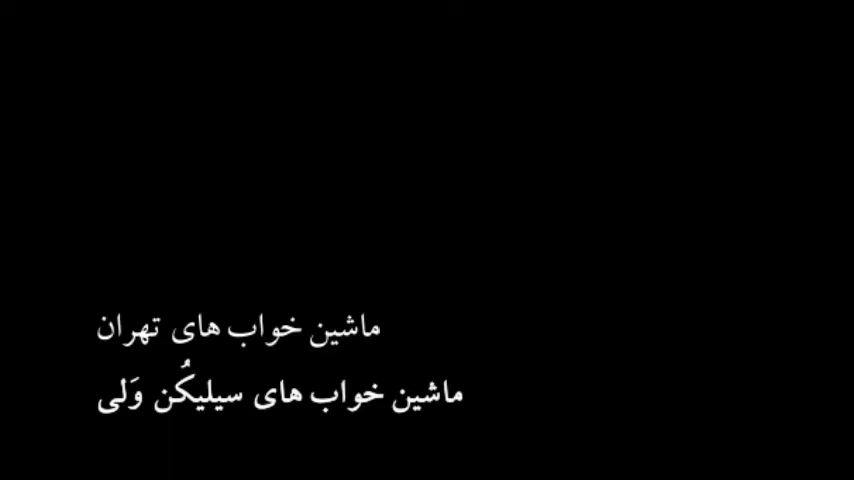 ماشین خواب های تهران
ماشین خواب های سیلیکُن وَلی